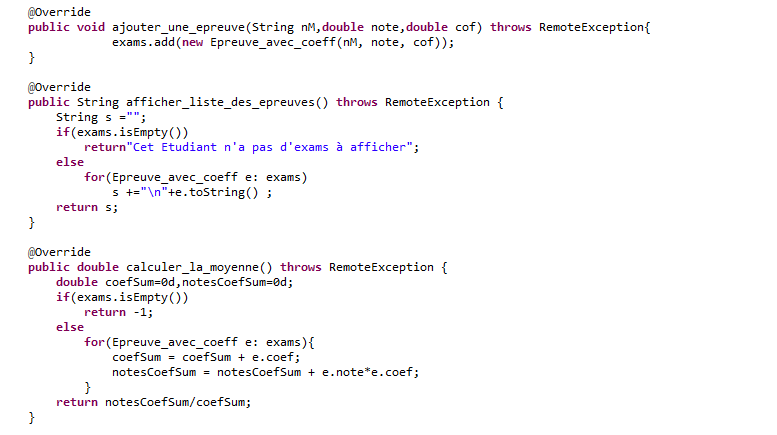 @Override
public void ajouter_une_epreuve(String nM,double note,double cof) throws RemoteException{
exams.add(new Epreuve_avec_coeff(nM, note, cof));
}
@Override
public String afficher_liste_des_epreuves() throws RemoteException {
String s ="";
if(exams.isEmpty())
return"Cet Etudiant n'a pas d'exams à afficher";
else
for(Epreuve_avec_coeff e: exams)
s +="\n"+e.toString() ;
return s;
}
@Override
public double calculer_la_moyenne() throws RemoteException {
double coefSum=0d,notesCoefSum=0d;
if(exams.isEmpty())
return -1;
else
for(Epreuve_avec_coeff e: exams){
coefSum = coefSum + e.coef;
notesCoefSum = notesCoefSum + e.note*e.coef;
}
return notesCoefSum/coefSum;
}